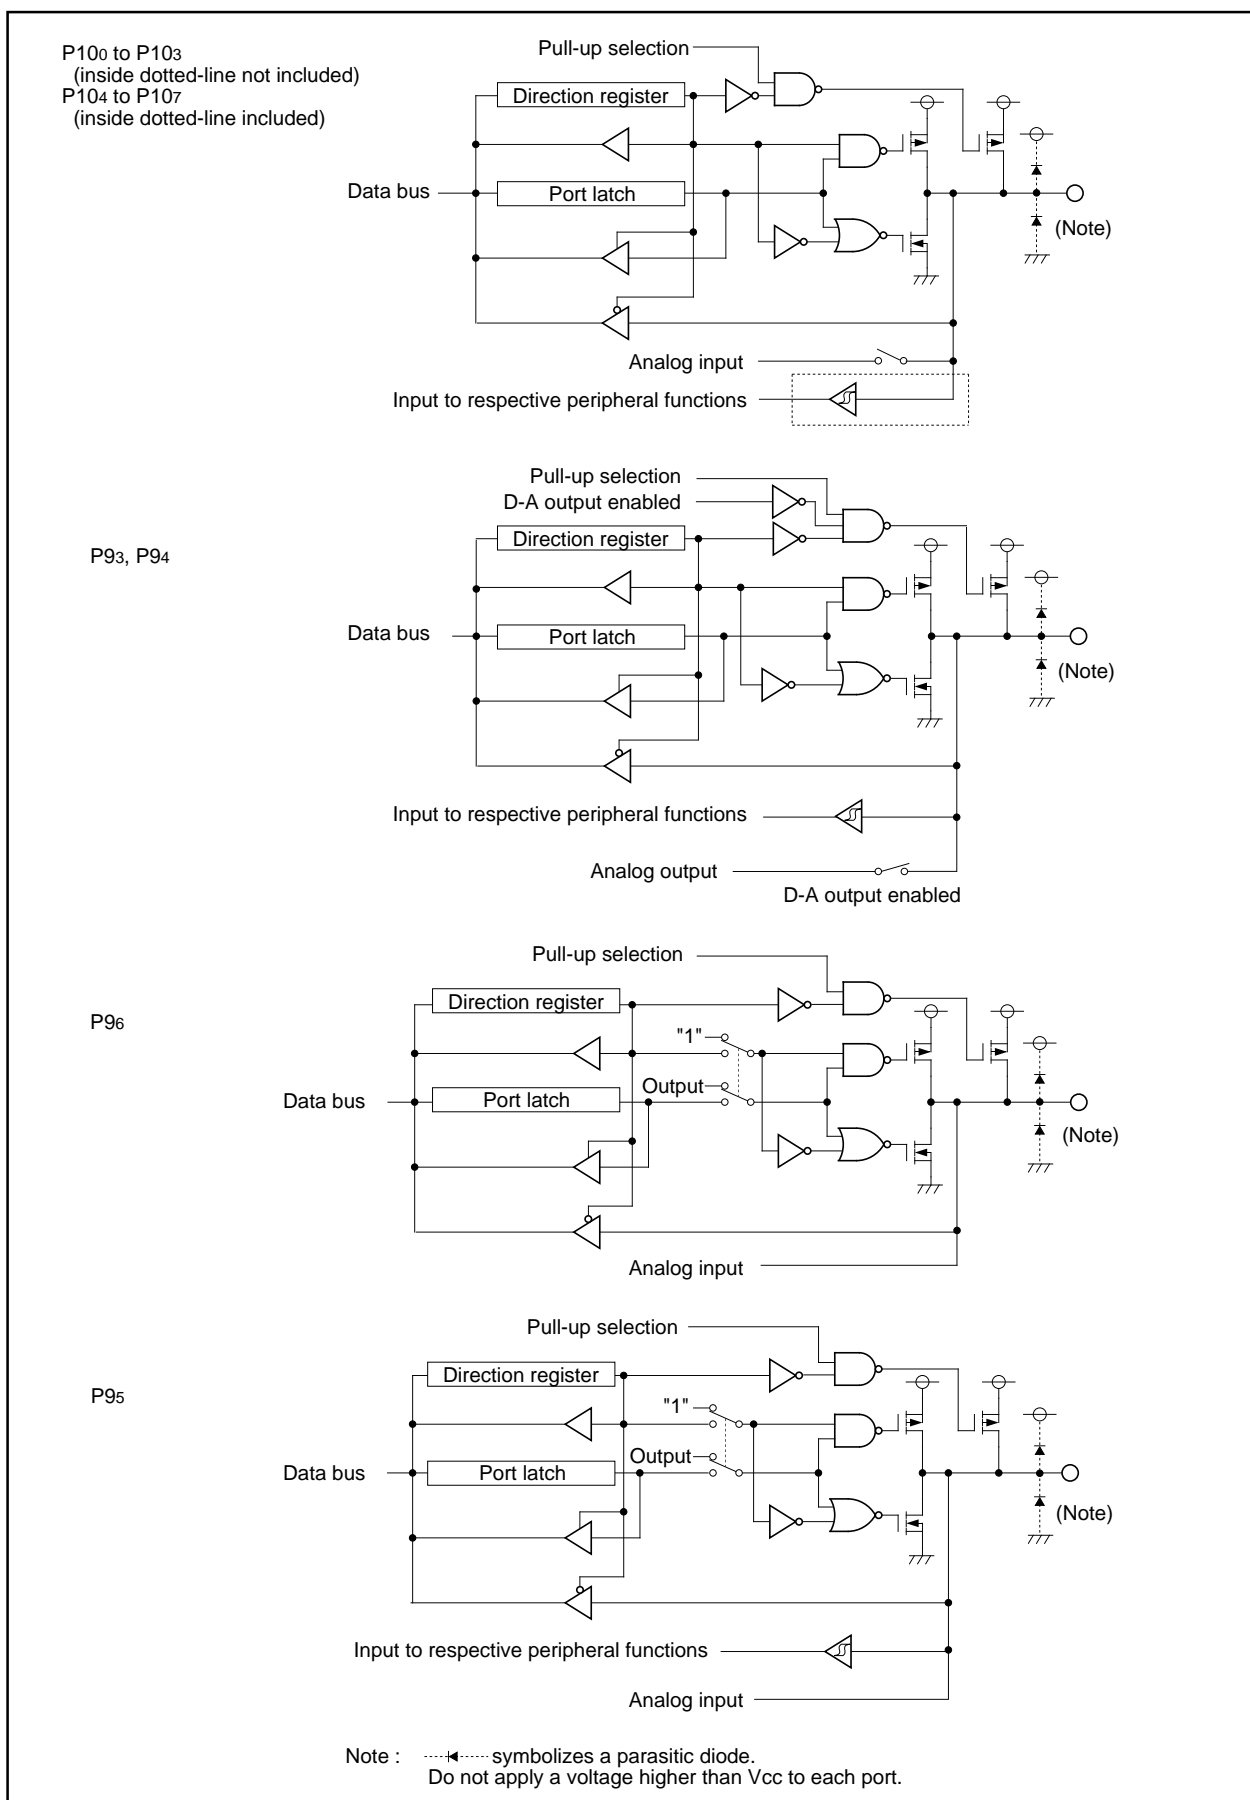 P100 to P103
(inside dotted-line not included)
P104 to P107
(inside dotted-line included)
Pull-up selection
Direction register
Data bus
Port latch
(Note)
Analog input
Input to respective peripheral functions
Pull-up selection
D-A output enabled
Direction register
P93, P94
Data bus
Port latch
(Note)
Input to respective peripheral functions
Analog output
D-A output enabled
Pull-up selection
Direction register
P96
"1"
Output
Data bus
Port latch
(Note)
Analog input
Pull-up selection
Direction register
P95
"1"
Output
Data bus
Port latch
(Note)
Input to respective peripheral functions
Analog input
Note : symbolizes a parasitic diode.
Do not apply a voltage higher than Vcc to each port.